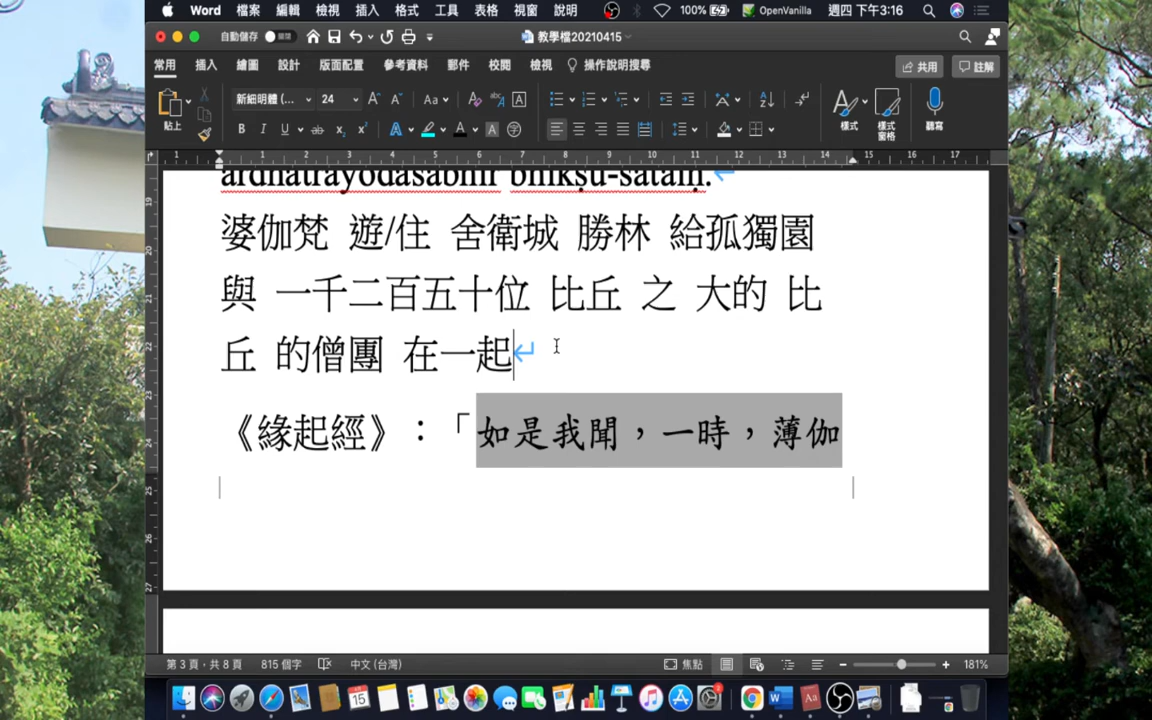 Word 檔案 編輯 檢視 插入 格式 工具 表格 視窗 說明 100% OpenVanilla 週四 下午3:16
自動儲存 教學檔20210415
常用 插入 繪圖 設計 版面配置 參考資料 郵件 校閱 檢視 操作說明搜尋 共用 註解
貼上 新細明體 (... 24 樣式 樣式窗格 聽寫
ardhatrayodaśabhir bhikṣu-śataṃ.
婆伽梵 遊/住 舍衛城 勝林 給孤獨園
與 一千二百五十位 比丘 之 大的 比
丘 的僧團 在一起
《緣起經》：「如是我聞，一時，薄伽
第 3 頁，共 8 頁 815 個字 中文 (台灣) 焦點 181%